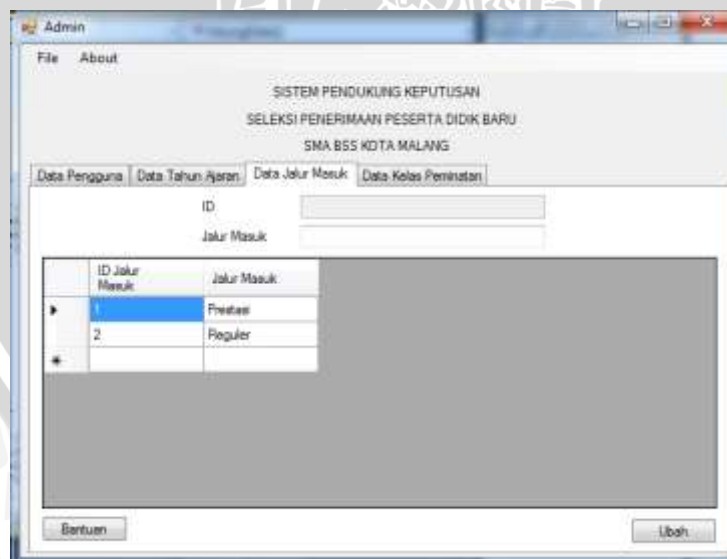 Admin
File About
SISTEM PENDUKUNG KEPUTUSAN
SELEKSI PENERIMAAN PESERTA DIDIK BARU
SMA BSS KOTA MALANG
Data Pengguna Data Tahun Ajaran Data Jalur Masuk Data Kelas Peminatan
ID
Jalur Masuk
ID Jalur Masuk Jalur Masuk
1 Prestasi
2 Reguler
Bantuan Ubah